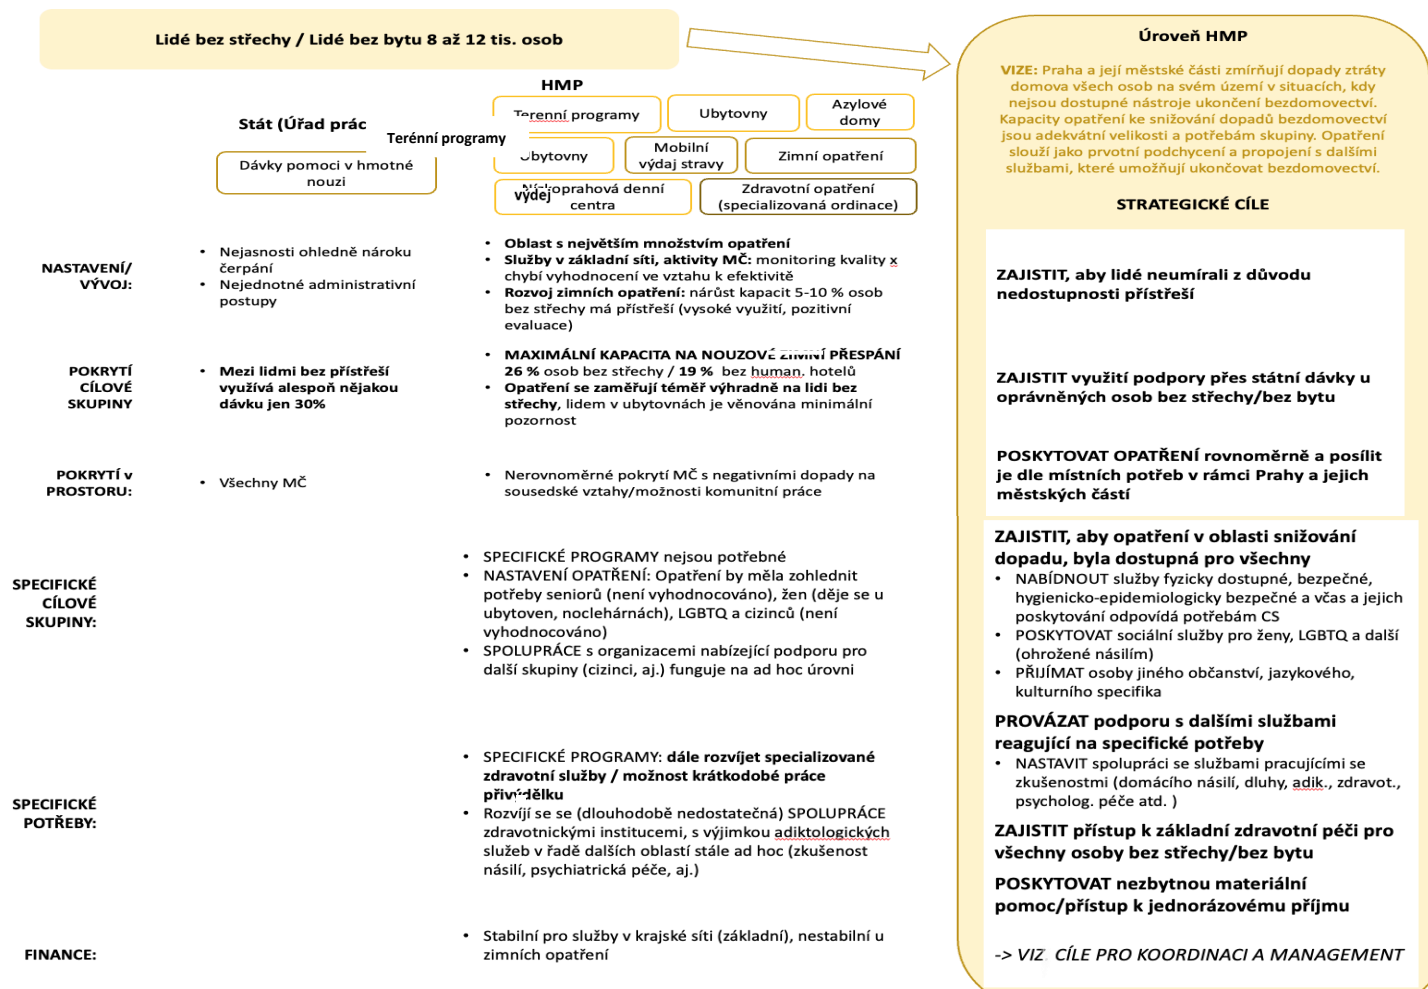 Lidé bez střechy / Lidé bez bytu 8 až 12 tis. osob
HMP
Stát (Úřad prác
Terénní programy
Dávky pomoci v hmotné
nouzi
Terenní programy
Ubytovny
Azylové
domy
Ubytovny
Mobilní
výdaj stravy
Zimní opatření
výdej
Nízkoprahová denní
centra
Zdravotní opatření
(specializovaná ordinace)
NASTAVENÍ/
VÝVOJ:
• Nejasnosti ohledně nároku
čerpání
• Nejednotné administrativní
postupy
• Oblast s největším množstvím opatření
• Služby v základní síti, aktivity MČ: monitoring kvality x
chybí vyhodnocení ve vztahu k efektivitě
• Rozvoj zimních opatření: nárůst kapacit 5-10 % osob
bez střechy má přístřeší (vysoké využití, pozitivní
evaluace)
POKRYTÍ
CÍLOVÉ
SKUPINY
• Mezi lidmi bez přístřeší
využívá alespoň nějakou
dávku jen 30%
• MAXIMÁLNÍ KAPACITA NA NOUZOVÉ ZIMNÍ PŘESPÁNÍ
26 % osob bez střechy / 19 % bez human. hotelů
• Opatření se zaměřují téměř výhradně na lidi bez
střechy, lidem v ubytovnách je věnována minimální
pozornost
POKRYTÍ v
PROSTORU:
• Všechny MČ
• Nerovnoměrné pokrytí MČ s negativními dopady na
sousedské vztahy/možnosti komunitní práce
SPECIFICKÉ
CÍLOVÉ
SKUPINY:
• SPECIFICKÉ PROGRAMY nejsou potřebné
• NASTAVENÍ OPATŘENÍ: Opatření by měla zohlednit
potřeby seniorů (není vyhodnocováno), žen (děje se u
ubytoven, noclehárnách), LGBTQ a cizinců (není
vyhodnocováno)
• SPOLUPRÁCE s organizacemi nabízející podporu pro
další skupiny (cizinci, aj.) funguje na ad hoc úrovni
SPECIFICKÉ
POTŘEBY:
• SPECIFICKÉ PROGRAMY: dále rozvíjet specializované
zdravotní služby / možnost krátkodobé práce
přivýdělku
• Rozvíjí se se (dlouhodobě nedostatečná) SPOLUPRÁCE
zdravotnickými institucemi, s výjimkou adiktologických
služeb v řadě dalších oblastí stále ad hoc (zkušenost
násilí, psychiatrická péče, aj.)
FINANCE:
• Stabilní pro služby v krajské síti (základní), nestabilní u
zimních opatření
Úroveň HMP
VIZE: Praha a její městské části zmírňují dopady ztráty
domova všech osob na svém území v situacích, kdy
nejsou dostupné nástroje ukončení bezdomovectví.
Kapacity opatření ke snižování dopadů bezdomovectví
jsou adekvátní velikosti a potřebám skupiny. Opatření
slouží jako prvotní podchycení a propojení s dalšími
službami, které umožňují ukončovat bezdomovectví.
STRATEGICKÉ CÍLE
ZAJISTIT, aby lidé neumírali z důvodu
nedostupnosti přístřeší
ZAJISTIT využití podpory přes státní dávky u
oprávněných osob bez střechy/bez bytu
POSKYTOVAT OPATŘENÍ rovnoměrně a posílit
je dle místních potřeb v rámci Prahy a jejich
městských částí
ZAJISTIT, aby opatření v oblasti snižování
dopadu, byla dostupná pro všechny
• NABÍDNOUT služby fyzicky dostupné, bezpečné,
hygienicko-epidemiologicky bezpečné a včas a jejich
poskytování odpovídá potřebám CS
• POSKYTOVAT sociální služby pro ženy, LGBTQ a další
(ohrožené násilím)
• PŘIJÍMAT osoby jiného občanství, jazykového,
kulturního specifika
PROVÁZAT podporu s dalšími službami
reagující na specifické potřeby
• NASTAVIT spolupráci se službami pracujícími se
zkušenostmi (domácího násilí, dluhy, adik., zdravot.,
psycholog. péče atd. )
ZAJISTIT přístup k základní zdravotní péči pro
všechny osoby bez střechy/bez bytu
POSKYTOVAT nezbytnou materiální
pomoc/přístup k jednorázovému příjmu
-> VIZ CÍLE PRO KOORDINACI A MANAGEMENT